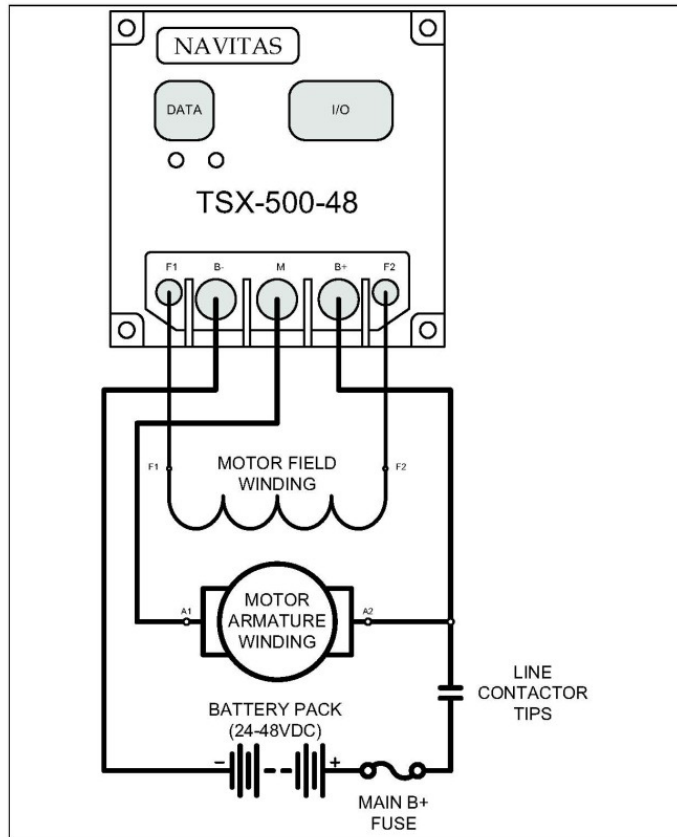 NAVITAS
DATA
I/O
TSX-500-48
F1
B-
M
B+
F2
MOTOR FIELD
WINDING
F1
F2
MOTOR
ARMATURE
WINDING
A1
A2
LINE
CONTACTOR
TIPS
BATTERY PACK
(24-48VDC)
–
+
MAIN B+
FUSE